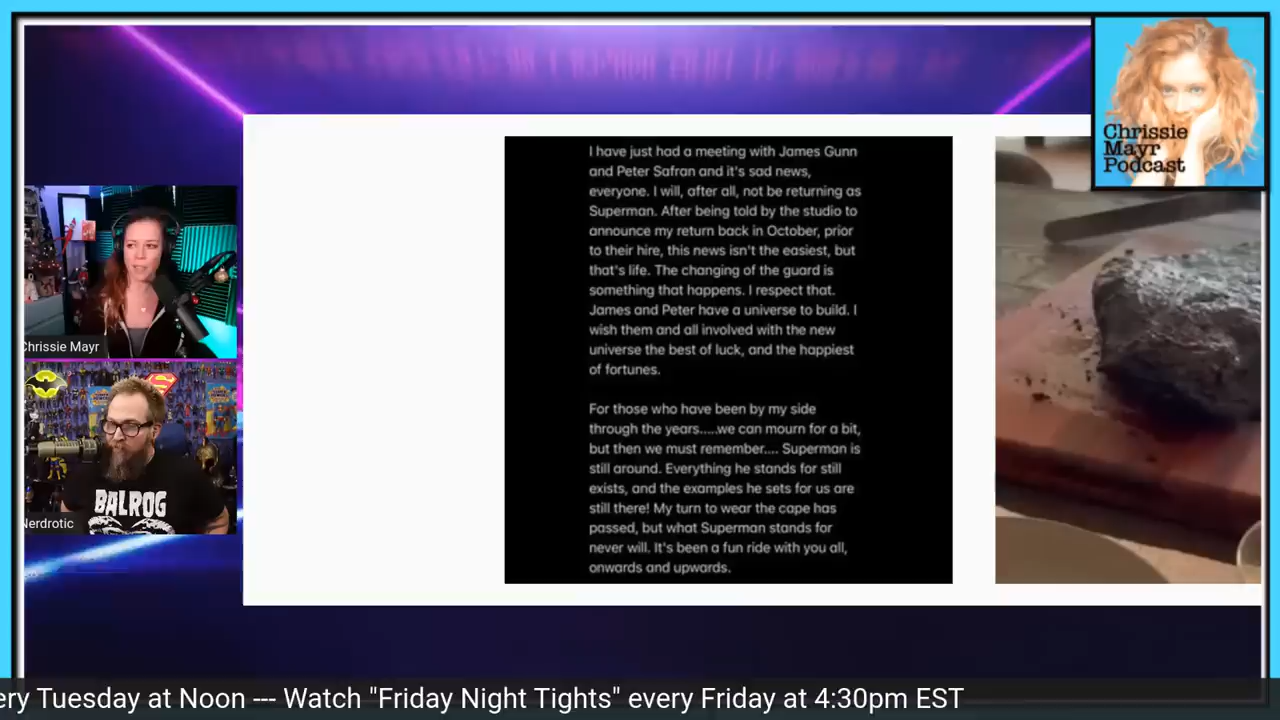 Chrissie
Mayr
Podcast
I have just had a meeting with James Gunn
and Peter Safran and it's sad news,
everyone. I will, after all, not be returning as
Superman. After being told by the studio to
announce my return back in October, prior
to their hire, this news isn't the easiest, but
that's life. The changing of the guard is
something that happens. I respect that.
James and Peter have a universe to build. I
wish them and all involved with the new
universe the best of luck, and the happiest
of fortunes.
For those who have been by my side
through the years.....we can mourn for a bit,
but then we must remember.... Superman is
still around. Everything he stands for still
exists, and the examples he sets for us are
still there! My turn to wear the cape has
passed, but what Superman stands for
never will. It's been a fun ride with you all,
onwards and upwards.
Chrissie Mayr
BALROG
Nerdrotic
ery Tuesday at Noon --- Watch "Friday Night Tights" every Friday at 4:30pm EST